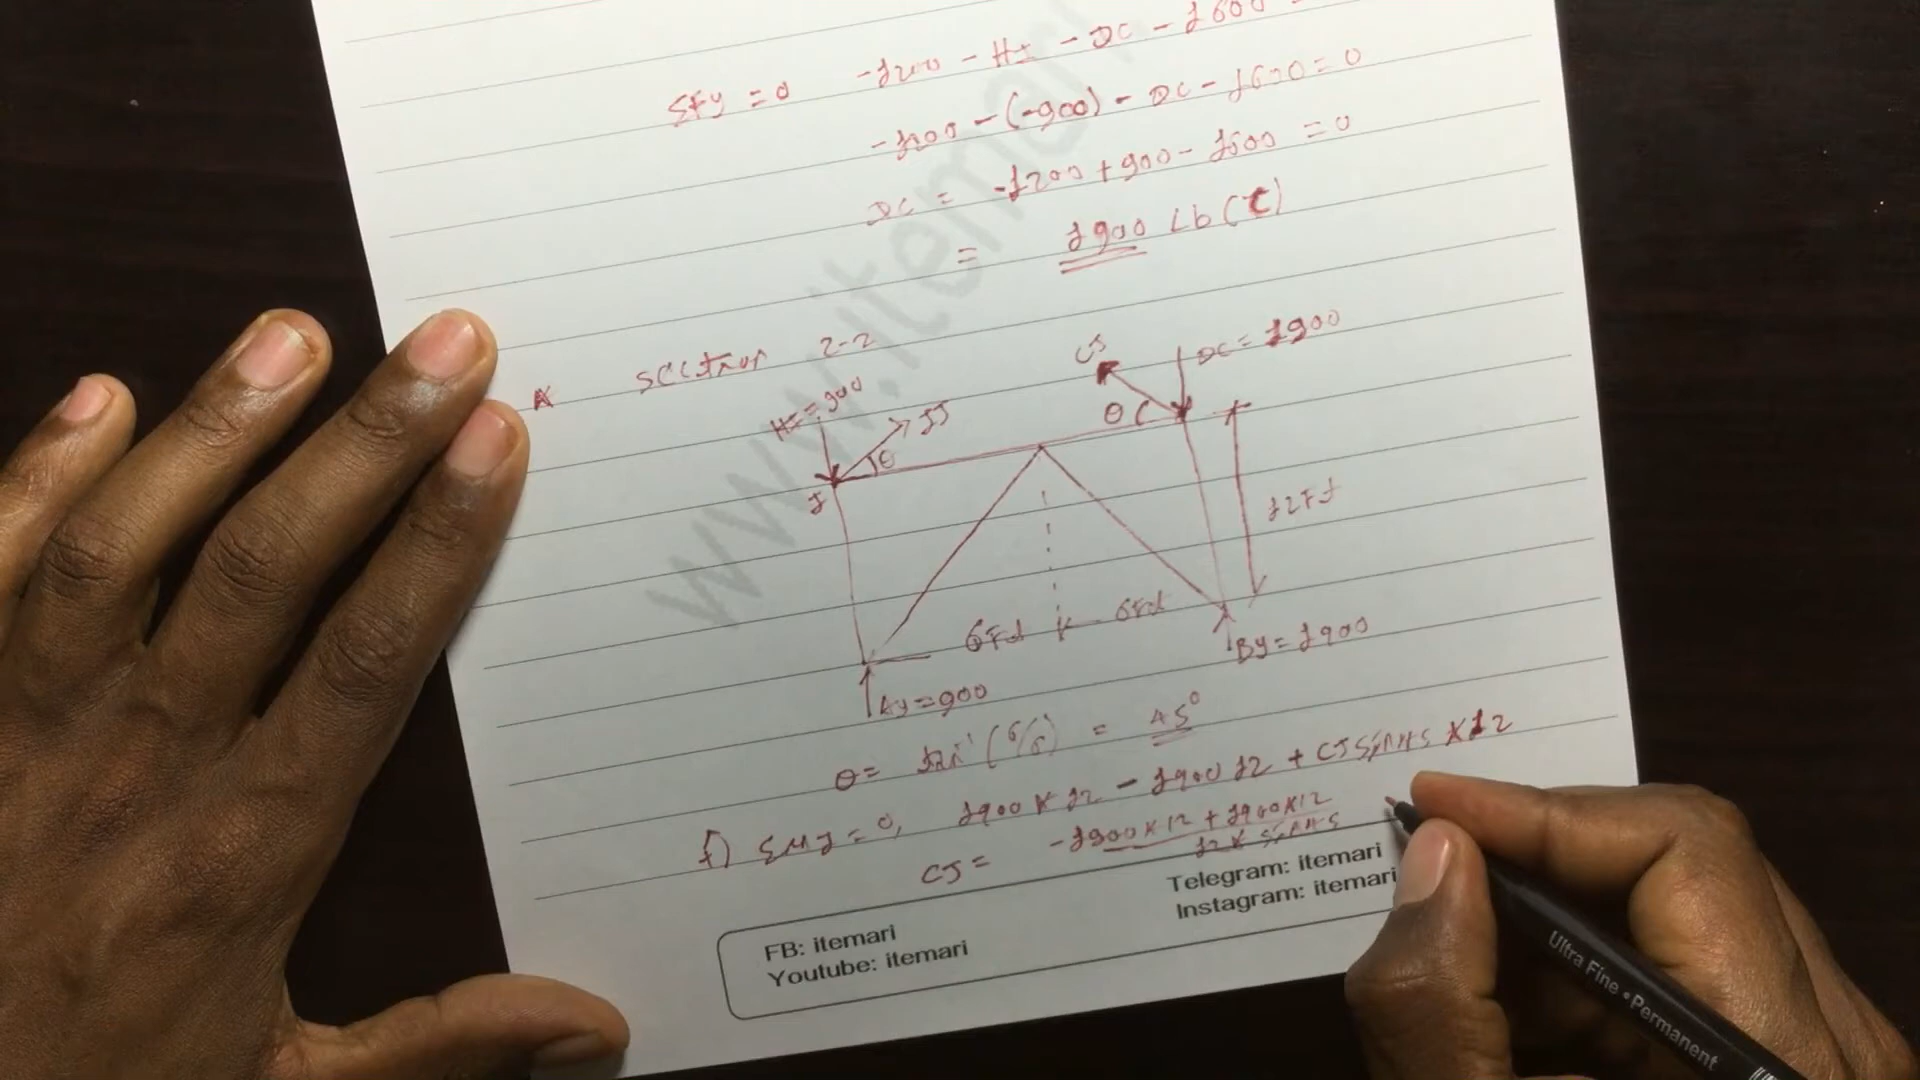 ΣFy = 0 -1200 - HI - DC - 1600
-1200 - (-900) - DC - 1600 = 0
DC = -1200 + 900 - 1600 = 0
= 1900 Lb (C)
Section 2-2
HI = 900
IJ
θ
J
CJ
DC = 1900
θ
12Ft
6Ft
6Ft
Ay = 900
By = 1900
θ = tan⁻¹ (6/6) = 45°
ΣMJ = 0, 1900 x 12 - 1900 12 + CJ sin45 x 12
CJ = -1900 x 12 + 1900 x 12
12 x sin45
FB: itemari
Youtube: itemari
Telegram: itemari
Instagram: itemari